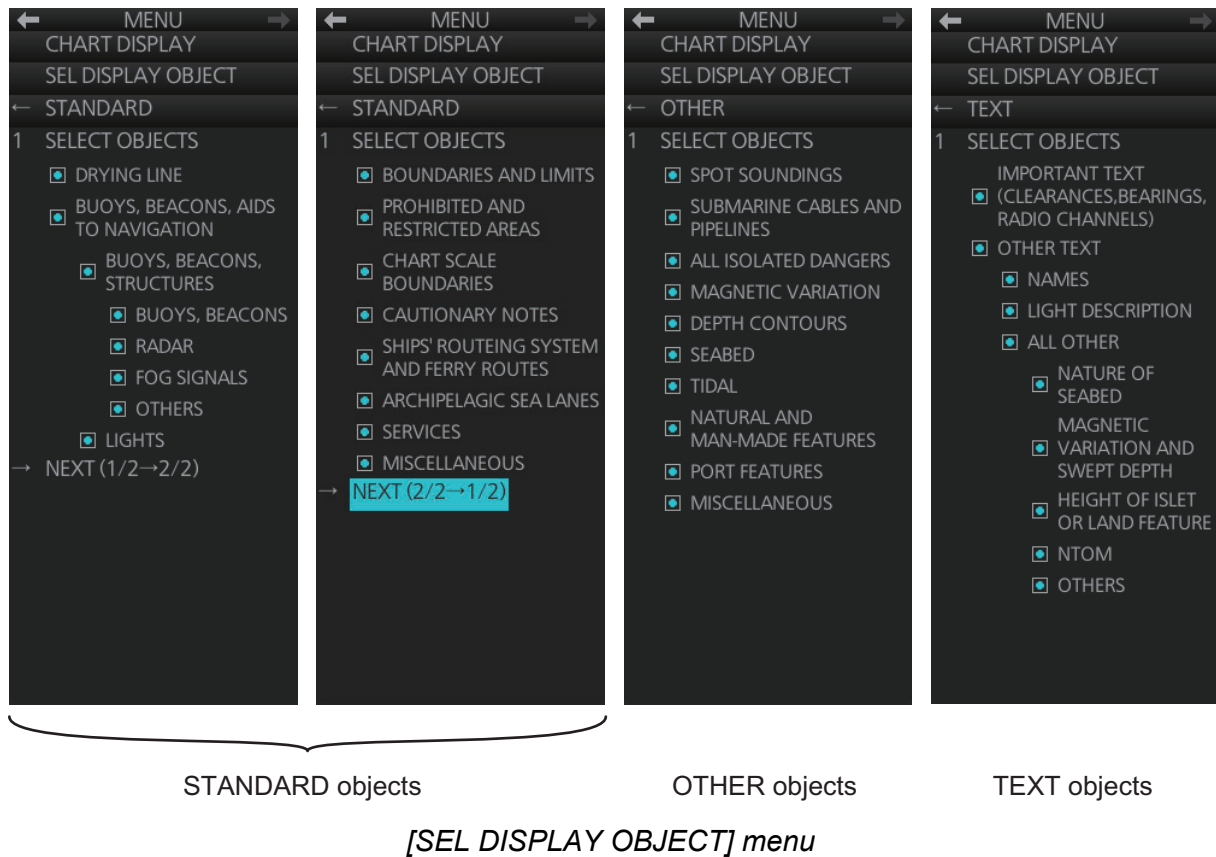 ← MENU →
CHART DISPLAY
SEL DISPLAY OBJECT
← STANDARD
1 SELECT OBJECTS
DRYING LINE
BUOYS, BEACONS, AIDS
TO NAVIGATION
BUOYS, BEACONS,
STRUCTURES
BUOYS, BEACONS
RADAR
FOG SIGNALS
OTHERS
LIGHTS
→ NEXT (1/2→2/2)
← MENU →
CHART DISPLAY
SEL DISPLAY OBJECT
← STANDARD
1 SELECT OBJECTS
BOUNDARIES AND LIMITS
PROHIBITED AND
RESTRICTED AREAS
CHART SCALE
BOUNDARIES
CAUTIONARY NOTES
SHIPS' ROUTEING SYSTEM
AND FERRY ROUTES
ARCHIPELAGIC SEA LANES
SERVICES
MISCELLANEOUS
→ NEXT (2/2→1/2)
← MENU →
CHART DISPLAY
SEL DISPLAY OBJECT
← OTHER
1 SELECT OBJECTS
SPOT SOUNDINGS
SUBMARINE CABLES AND
PIPELINES
ALL ISOLATED DANGERS
MAGNETIC VARIATION
DEPTH CONTOURS
SEABED
TIDAL
NATURAL AND
MAN-MADE FEATURES
PORT FEATURES
MISCELLANEOUS
← MENU →
CHART DISPLAY
SEL DISPLAY OBJECT
← TEXT
1 SELECT OBJECTS
IMPORTANT TEXT
(CLEARANCES,BEARINGS,
RADIO CHANNELS)
OTHER TEXT
NAMES
LIGHT DESCRIPTION
ALL OTHER
NATURE OF
SEABED
MAGNETIC
VARIATION AND
SWEPT DEPTH
HEIGHT OF ISLET
OR LAND FEATURE
NTOM
OTHERS
STANDARD objects
OTHER objects
TEXT objects
[SEL DISPLAY OBJECT] menu